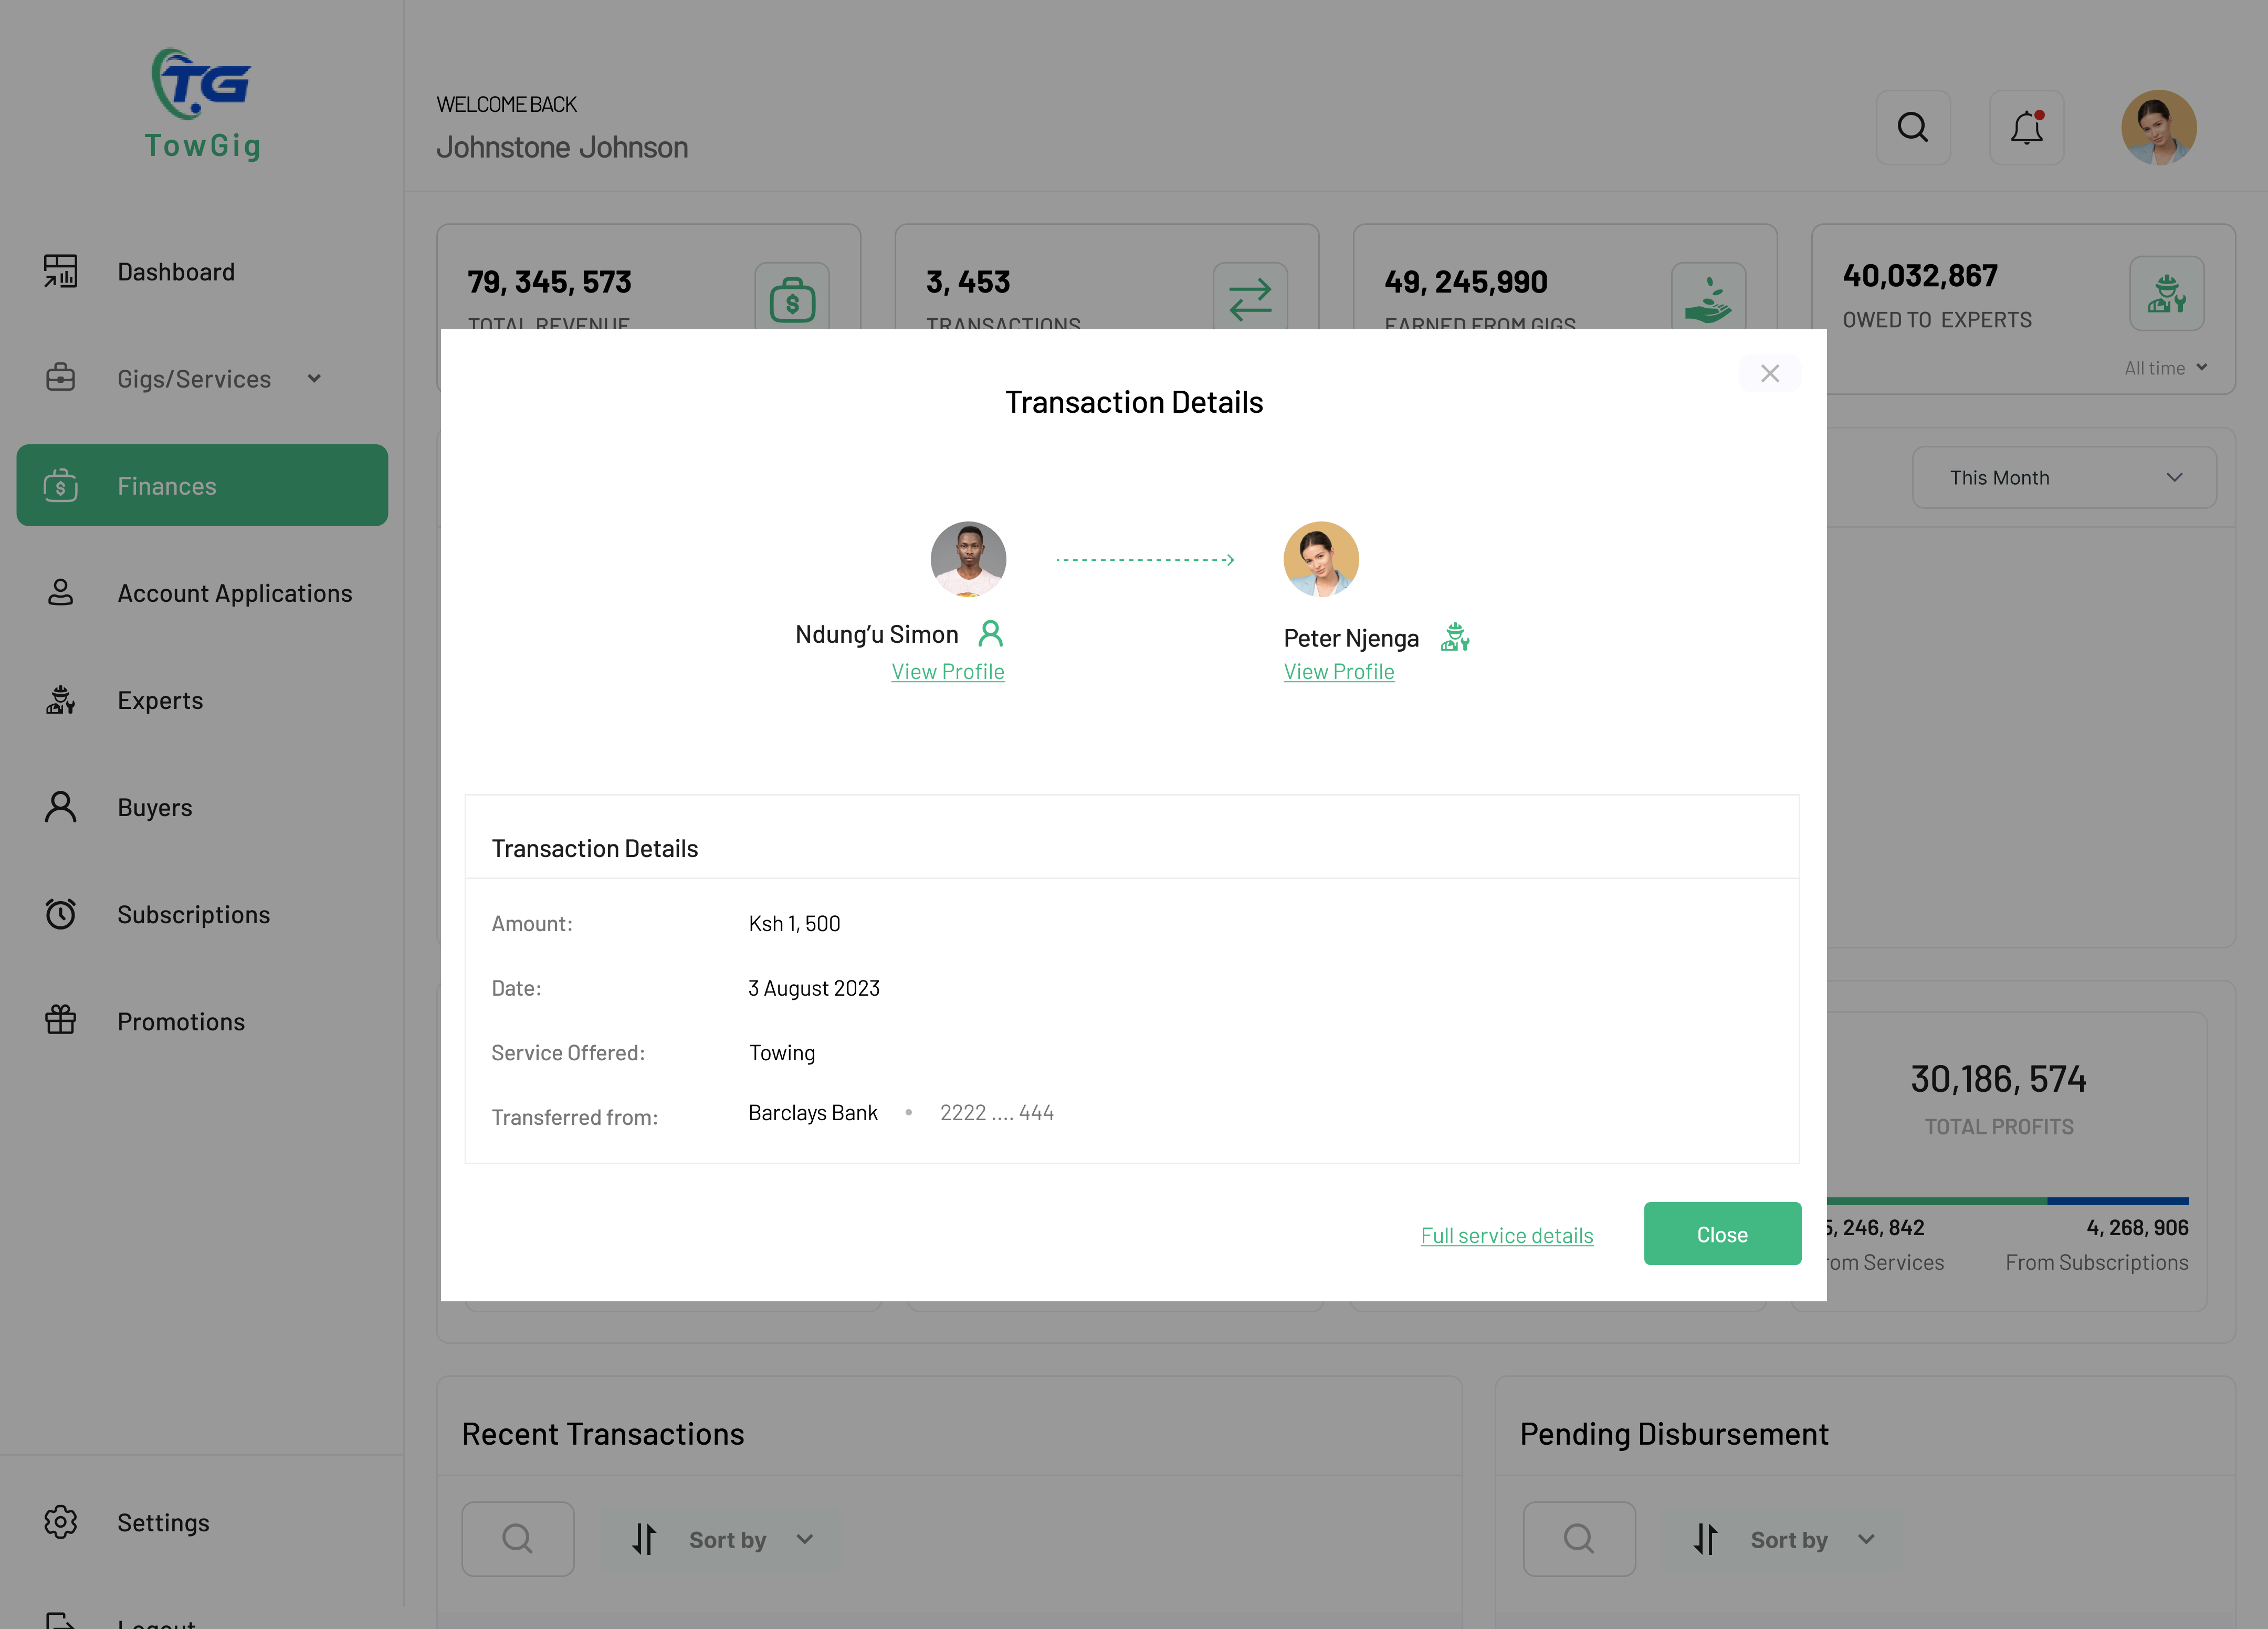 TG
TowGig
Dashboard
Gigs/Services
Finances
Account Applications
Experts
Buyers
Subscriptions
Promotions
Settings
Logout
WELCOME BACK
Johnstone Johnson
79, 345, 573
TOTAL REVENUE
3, 453
TRANSACTIONS
49, 245,990
EARNED FROM GIGS
40,032,867
OWED TO EXPERTS
All time
This Month
Transaction Details
Ndung’u Simon
View Profile
Peter Njenga
View Profile
Transaction Details
Amount: Ksh 1, 500
Date: 3 August 2023
Service Offered: Towing
Transferred from: Barclays Bank • 2222 .... 444
Full service details
Close
30,186, 574
TOTAL PROFITS
5, 246, 842
4, 268, 906
om Services
From Subscriptions
Recent Transactions
Sort by
Pending Disbursement
Sort by